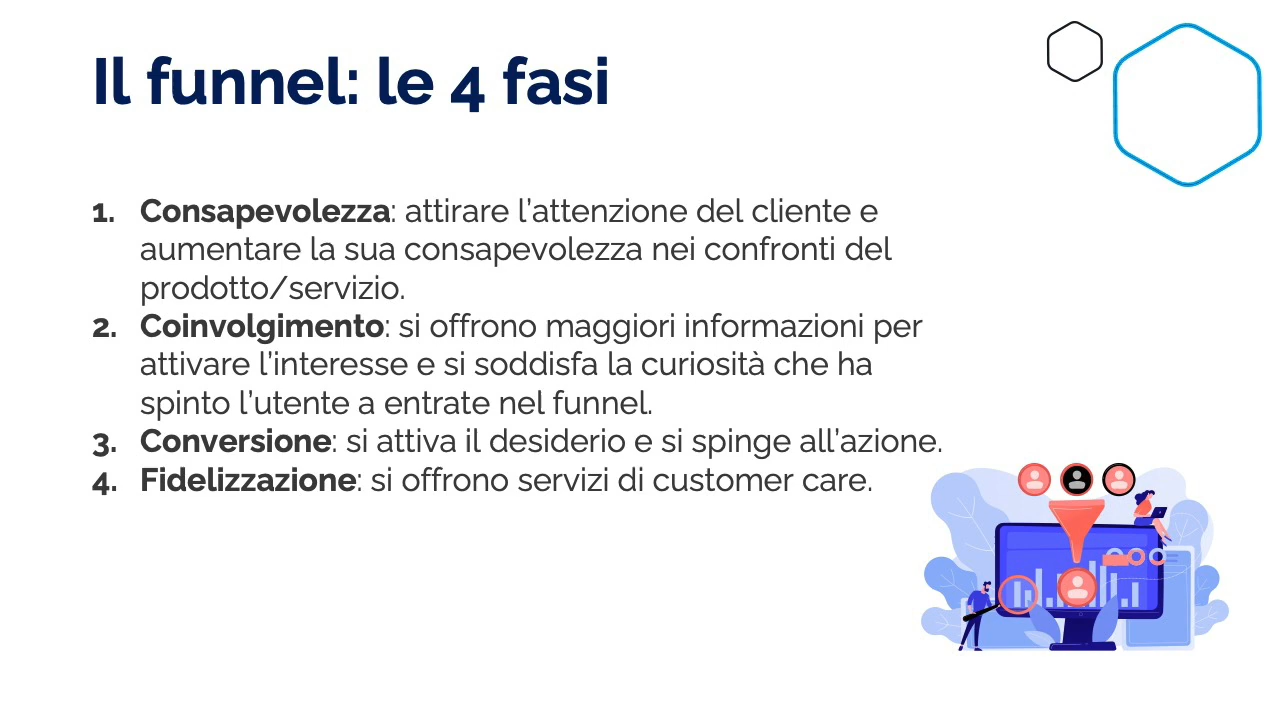 Il funnel: le 4 fasi
1. Consapevolezza: attirare l’attenzione del cliente e
aumentare la sua consapevolezza nei confronti del
prodotto/servizio.
2. Coinvolgimento: si offrono maggiori informazioni per
attivare l’interesse e si soddisfa la curiosità che ha
spinto l’utente a entrate nel funnel.
3. Conversione: si attiva il desiderio e si spinge all’azione.
4. Fidelizzazione: si offrono servizi di customer care.